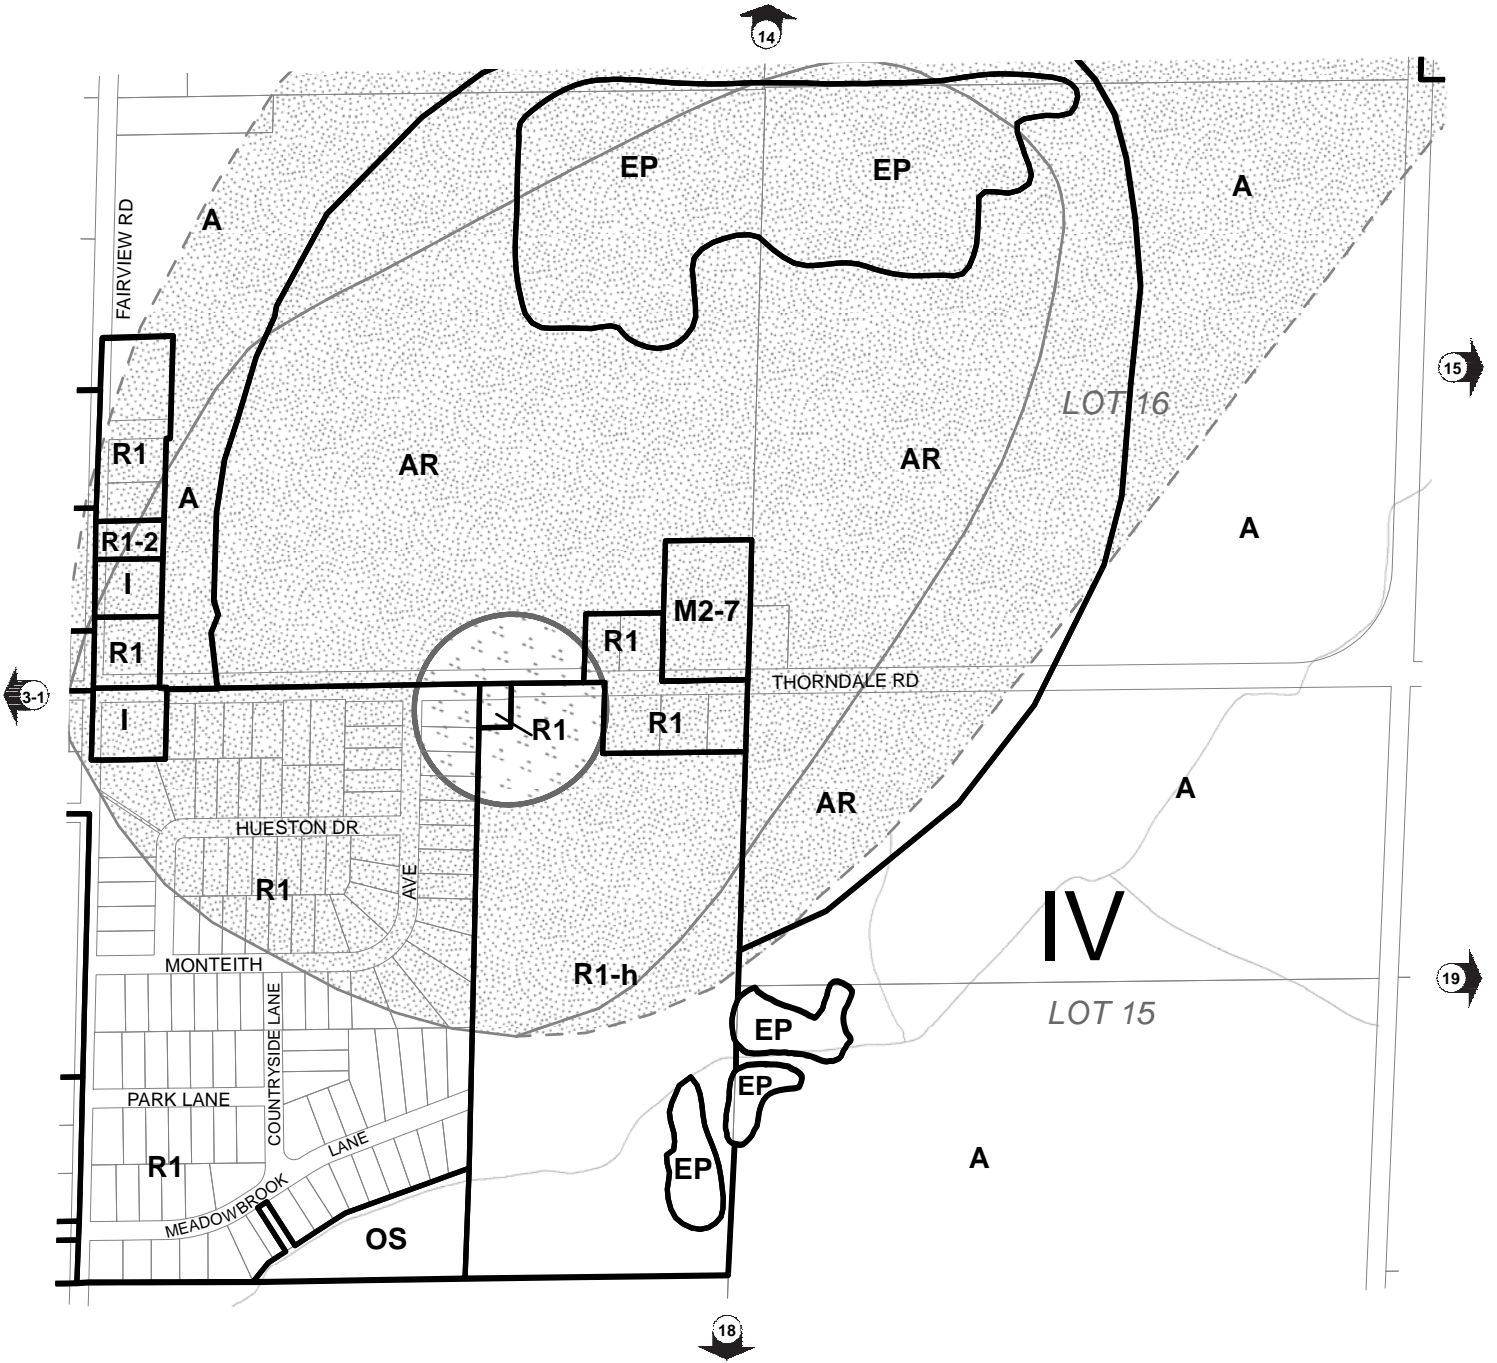 14
EP
EP
A
A
FAIRVIEW RD
15
LOT 16
R1
AR
AR
A
A
R1-2
I
M2-7
R1
R1
THORNDALE RD
3-1
I
R1
R1
A
AR
HUESTON DR
AVE
R1
IV
MONTEITH
R1-h
19
COUNTRYSIDE LANE
LOT 15
EP
EP
PARK LANE
LANE
R1
EP
A
MEADOWBROOK
OS
18